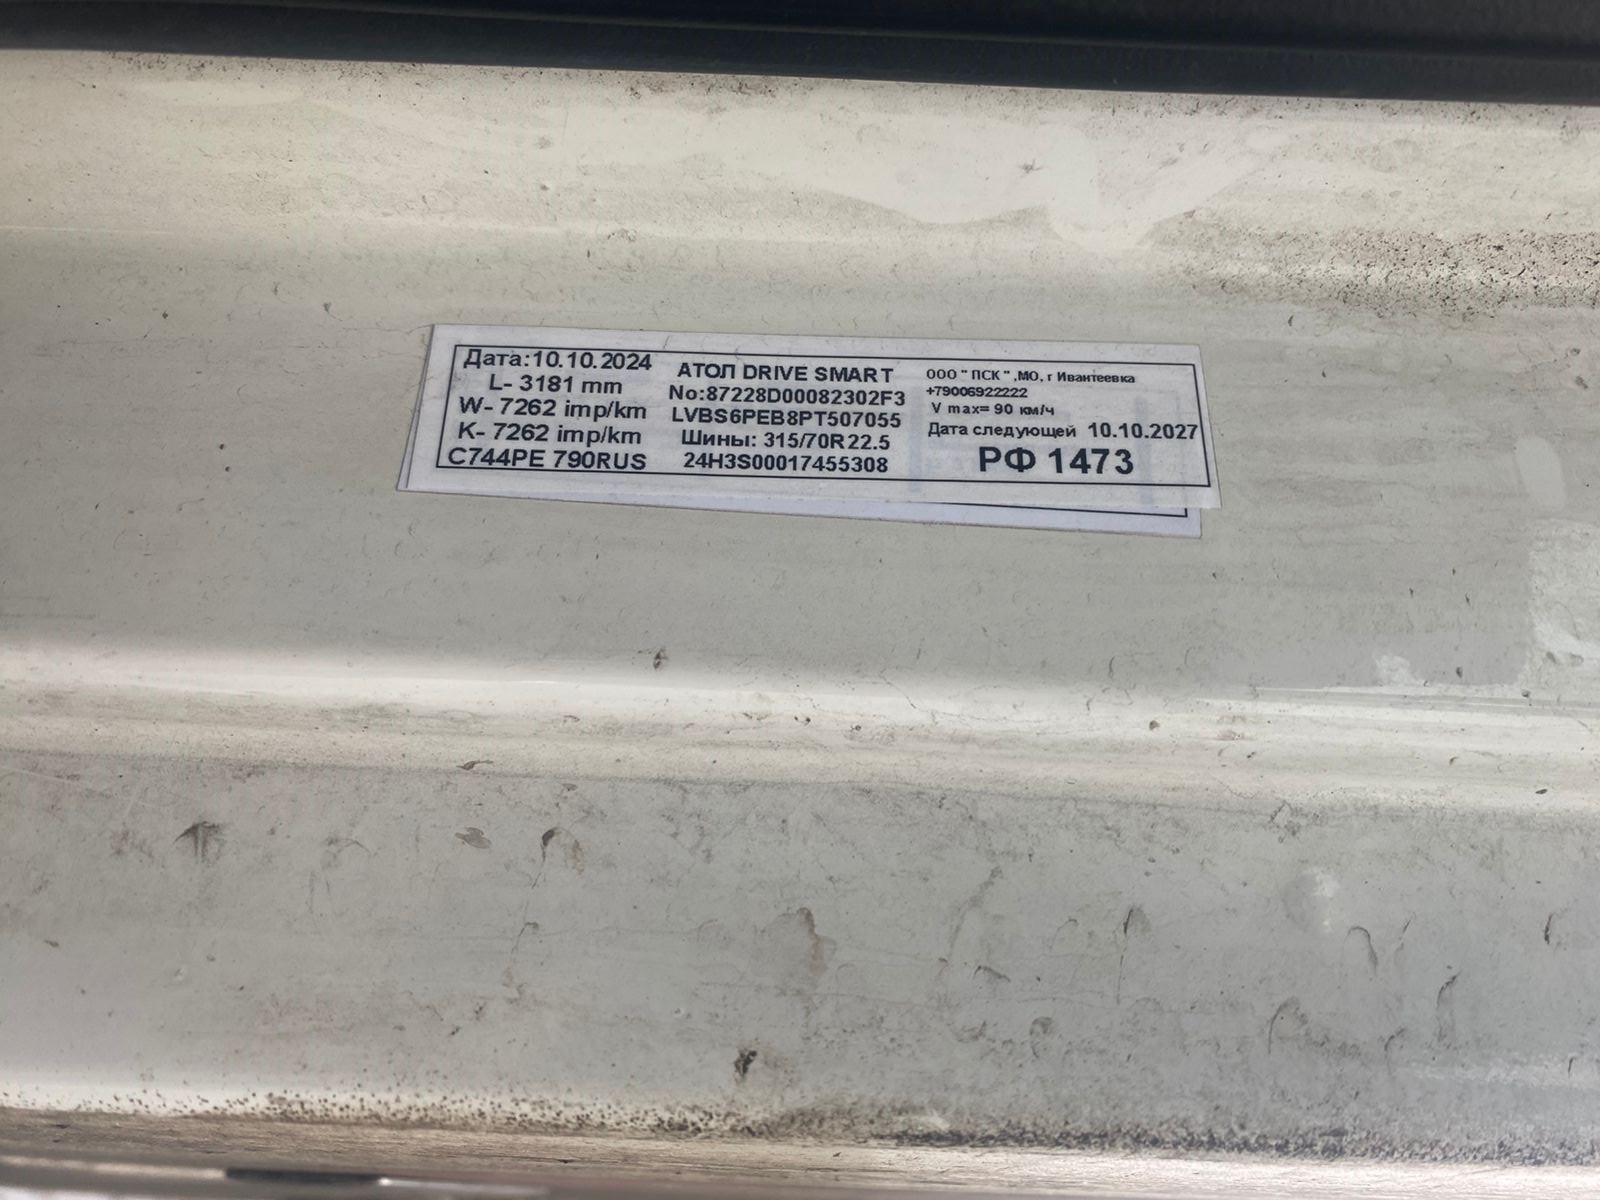 Дата:10.10.2024
L- 3181 mm
W- 7262 imp/km
K- 7262 imp/km
С744РЕ 790RUS
АТОЛ DRIVE SMART
No:87228D00082302F3
LVBS6PEB8PT507055
Шины: 315/70R22.5
24H3S00017455308
ООО " ПСК " ,МО, г Ивантеевка
+79006922222
V max= 90 км/ч
Дата следующей 10.10.2027
РФ 1473